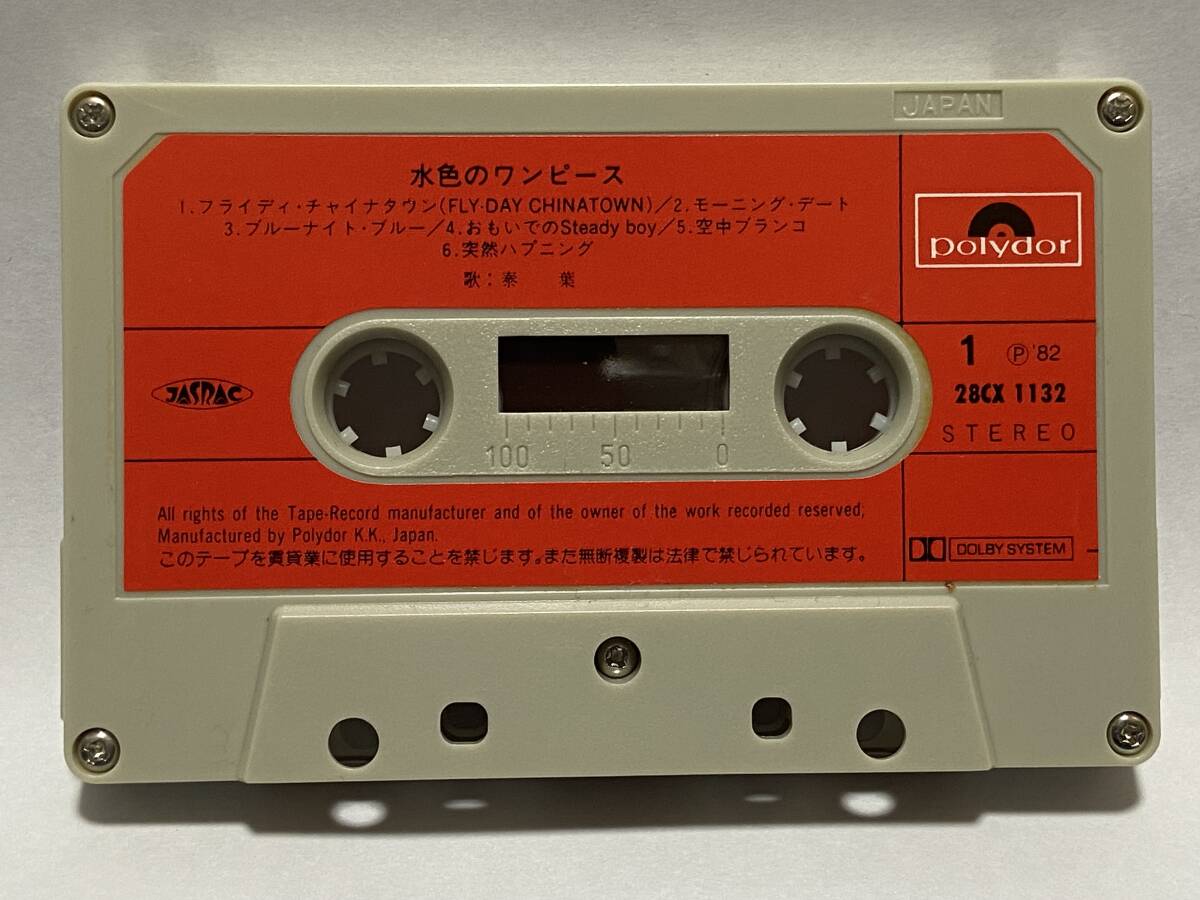 JAPAN
水色のワンピース
1.フライディ・チャイナタウン(FLY・DAY CHINATOWN)／2.モーニング・デート
3.ブルーナイト・ブルー／4.おもいでのSteady boy／5.空中ブランコ
6.突然ハプニング
歌:泰 葉
polydor
JASRAC
1 Ⓟ'82
28CX 1132
STEREO
100 50 0
All rights of the Tape-Record manufacturer and of the owner of the work recorded reserved;
Manufactured by Polydor K.K., Japan.
このテープを賃貸業に使用することを禁じます。また無断複製は法律で禁じられています。
DOLBY SYSTEM